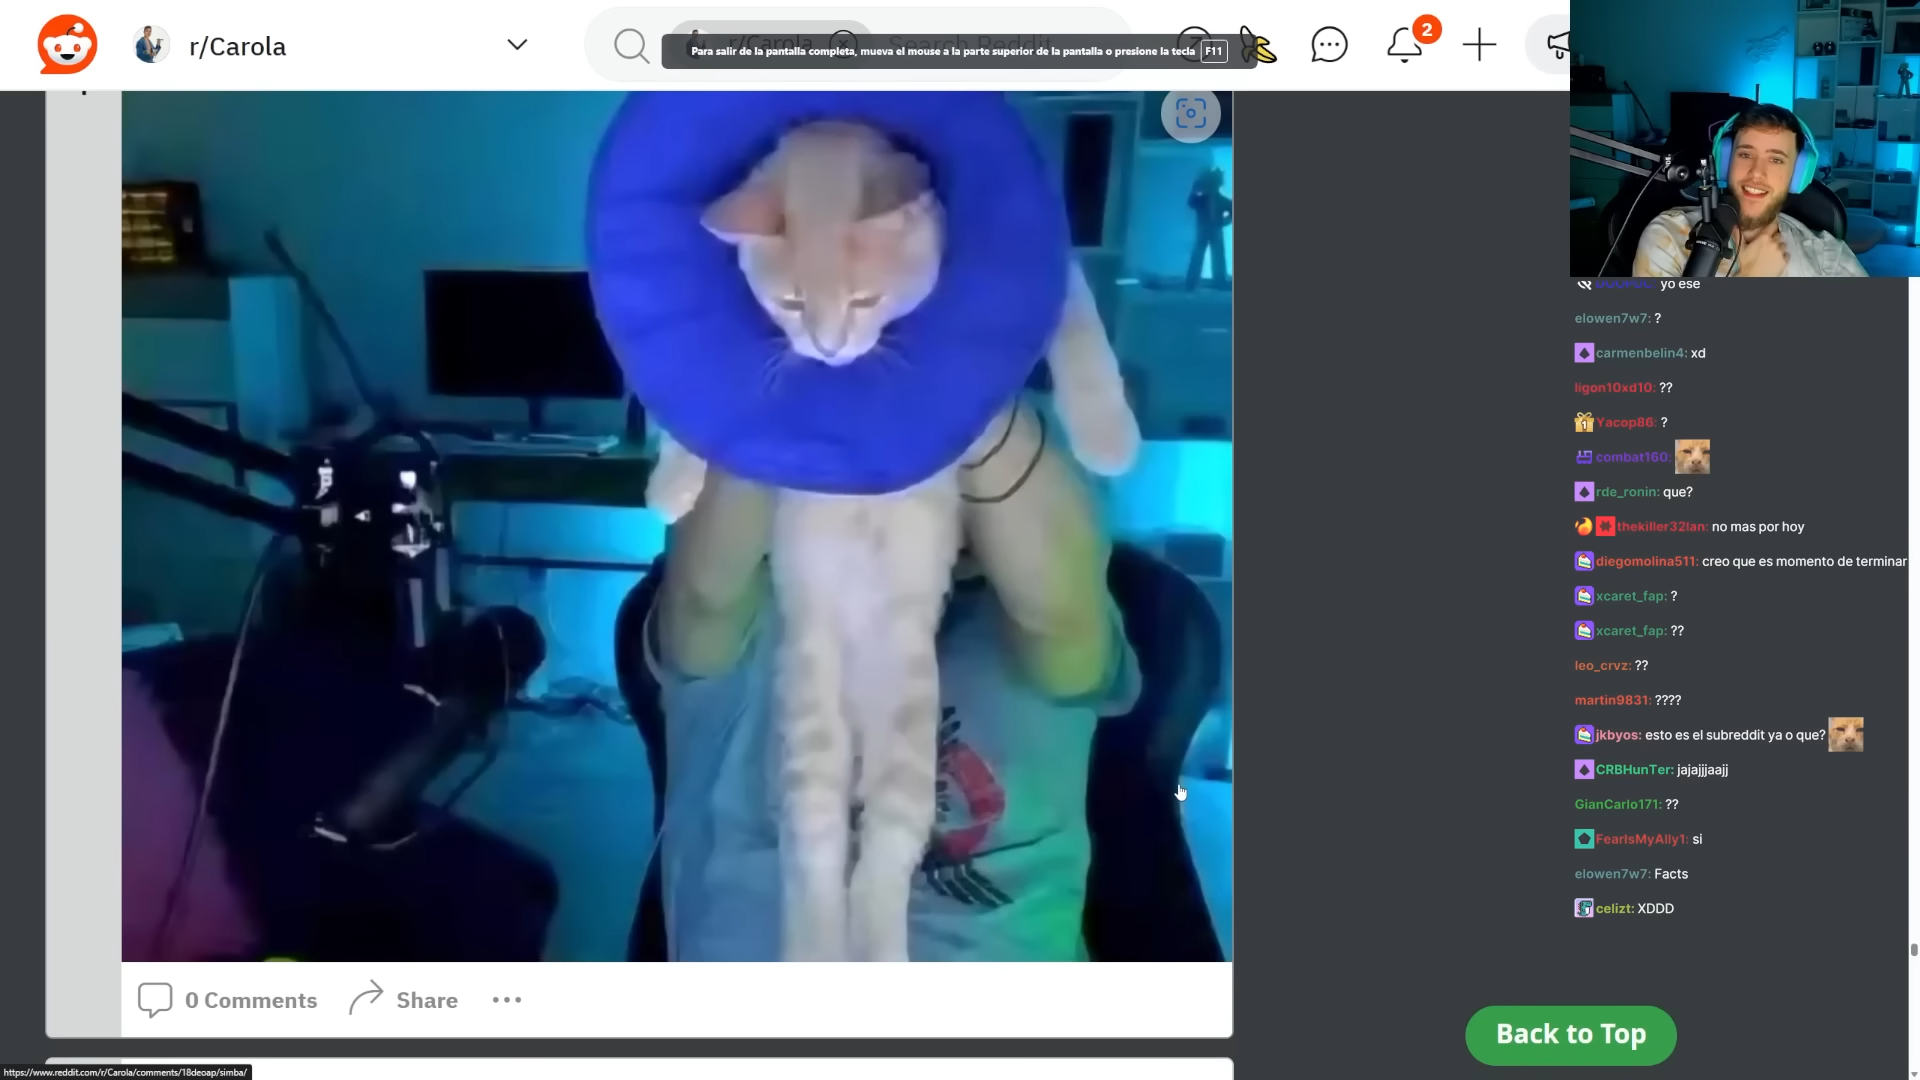 r/Carola
Para salir de la pantalla completa, mueva el mouse a la parte superior de la pantalla o presione la tecla F11
2
yo ese
elowen7w7: ?
carmenbelin4: xd
ligon10xd10: ??
Yacop86: ?
combat160:
rde_ronin: que?
thekiller32lan: no mas por hoy
diegomolina511: creo que es momento de terminar
xcaret_fap: ?
xcaret_fap: ??
leo_crvz: ??
martin9831: ????
jkbyos: esto es el subreddit ya o que?
CRBHunTer: jajajjjaajj
GianCarlo171: ??
FearIsMyAlly1: si
elowen7w7: Facts
celizt: XDDD
0 Comments
Share
Back to Top
https://www.reddit.com/r/Carola/comments/18deoap/simba/